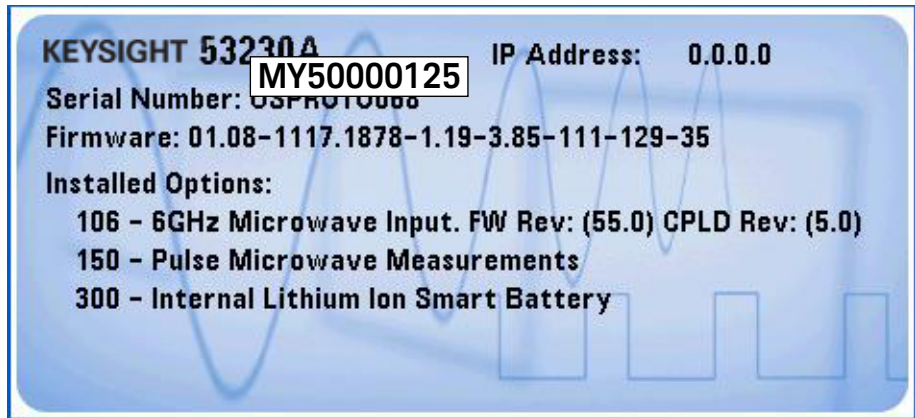 KEYSIGHT 53230A IP Address: 0.0.0.0
MY50000125
Serial Number:
Firmware: 01.08-1117.1878-1.19-3.85-111-129-35
Installed Options:
106 - 6GHz Microwave Input. FW Rev: (55.0) CPLD Rev: (5.0)
150 - Pulse Microwave Measurements
300 - Internal Lithium Ion Smart Battery